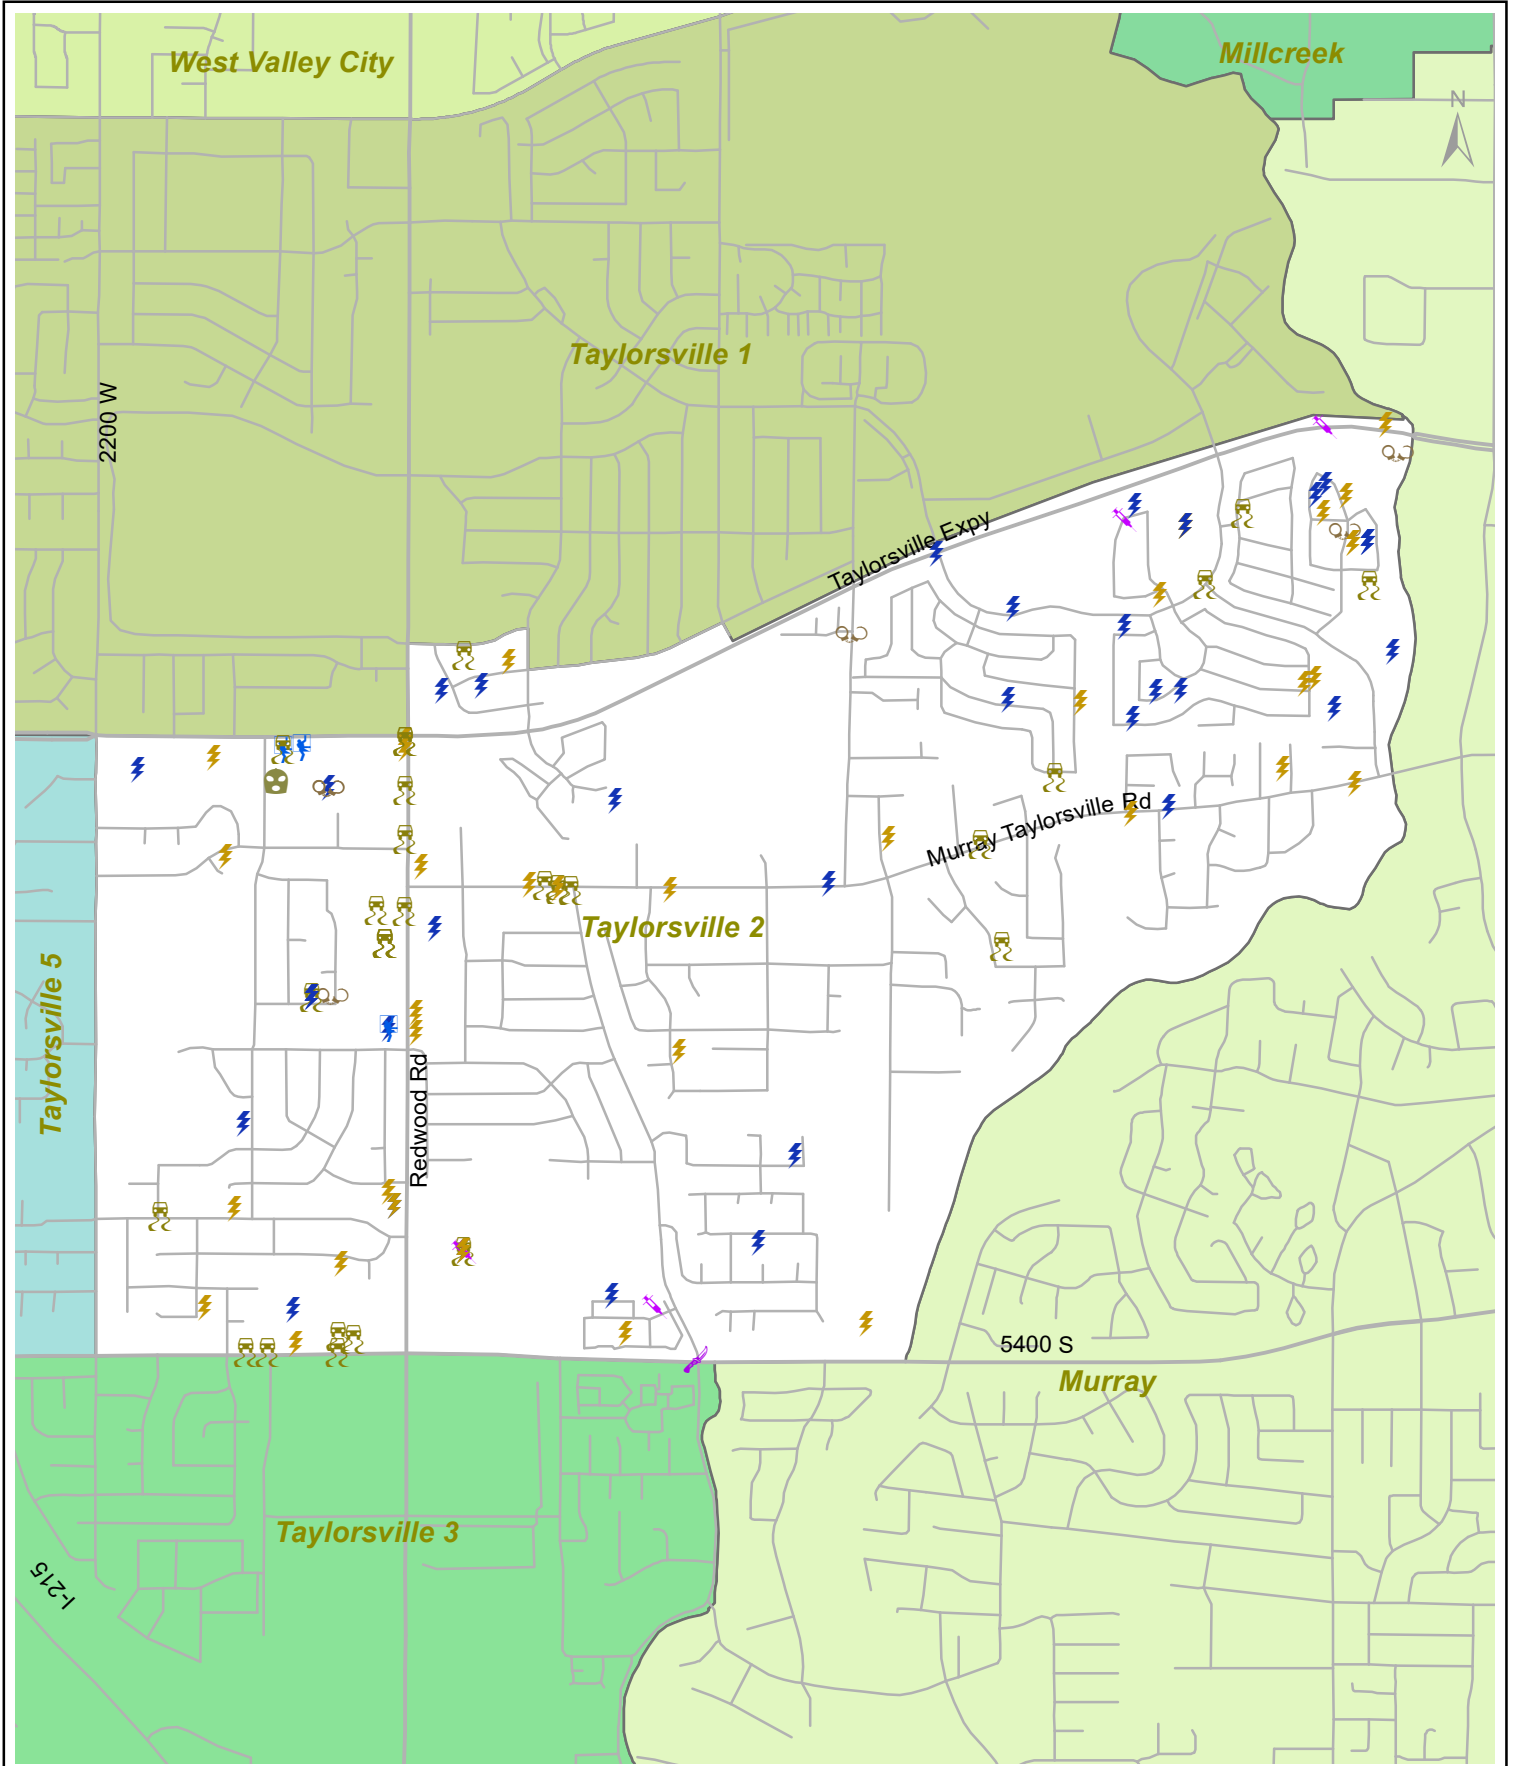 West Valley City
Millcreek
N
Taylorsville 1
2200 W
Taylorsville Expy
Murray Taylorsville Rd
Taylorsville 2
Taylorsville 5
Redwood Rd
5400 S
Murray
Taylorsville 3
I-215